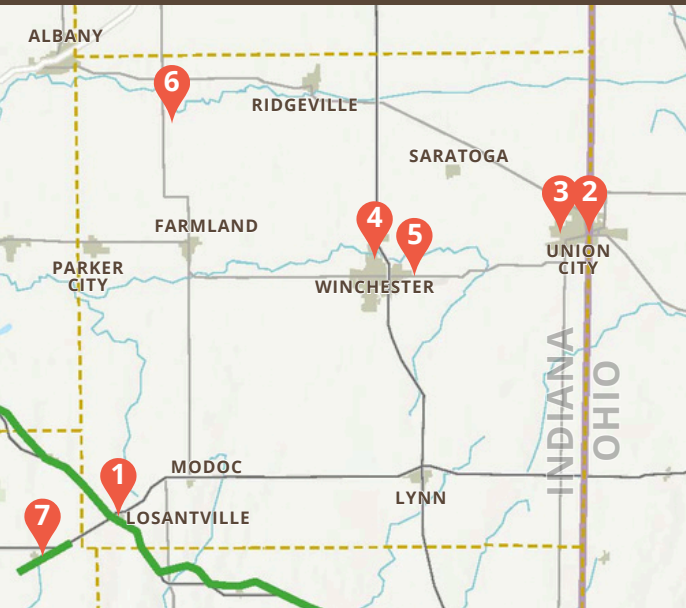 ALBANY
6
RIDGEVILLE
SARATOGA
3
2
4
5
FARMLAND
UNION
CITY
PARKER
CITY
WINCHESTER
INDIANA
OHIO
MODOC
1
LYNN
LOSANTVILLE
7